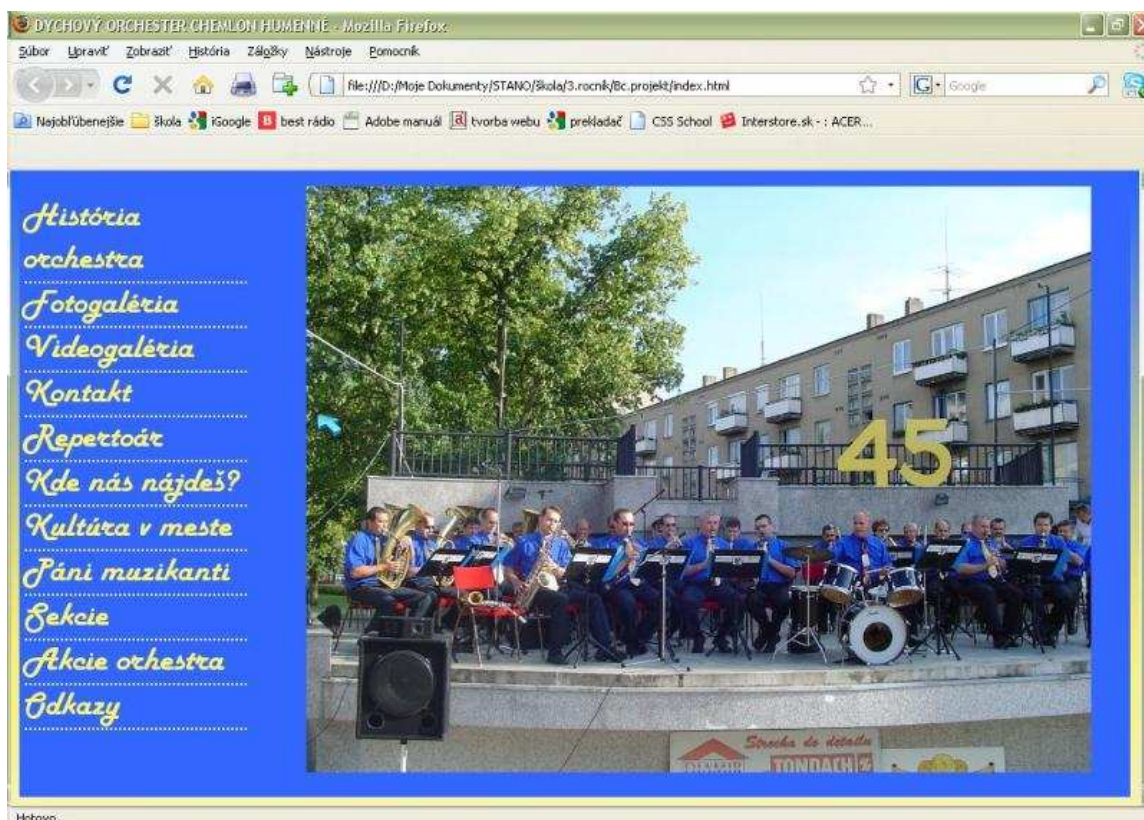 DYCHOVÝ ORCHESTER CHEMLON HUMENNÉ - Mozilla Firefox
Súbor Upraviť Zobraziť História Záložky Nástroje Pomocník
file:///D:/Moje Dokumenty/STANO/škola/3.rocnik/Bc.projekt/index.html
G Google
Najobľúbenejšie škola iGoogle B best rádio Adobe manuál a tvorba webu prekladač CSS School Interstore.sk - : ACER...
História
orchestra
Fotogaléria
Videogaléria
Kontakt
Repertoár
Kde nás nájdeš?
Kultúra v meste
Páni muzikanti
Sekcie
Akcie orhestra
Odkazy
45
Strecha do detailu
TONDACH
Hotovo